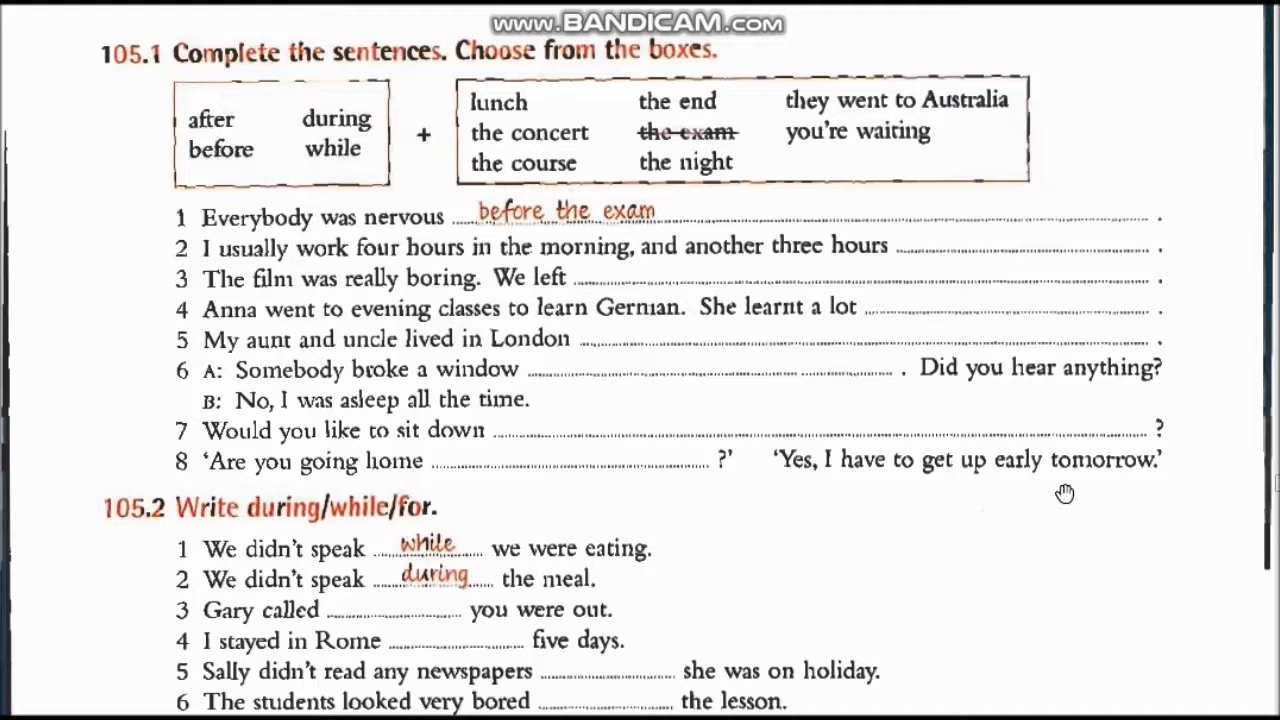 www.BANDICAM.com
105.1 Complete the sentences. Choose from the boxes.
after during
before while
+
lunch the end they went to Australia
the concert the exam you're waiting
the course the night
1 Everybody was nervous before the exam .
2 I usually work four hours in the morning, and another three hours .
3 The film was really boring. We left .
4 Anna went to evening classes to learn German. She learnt a lot .
5 My aunt and uncle lived in London .
6 A: Somebody broke a window . Did you hear anything?
B: No, I was asleep all the time.
7 Would you like to sit down ?
8 ‘Are you going home ?’ ‘Yes, I have to get up early tomorrow.’
105.2 Write during/while/for.
1 We didn't speak while we were eating.
2 We didn't speak during the meal.
3 Gary called you were out.
4 I stayed in Rome five days.
5 Sally didn't read any newspapers she was on holiday.
6 The students looked very bored the lesson.